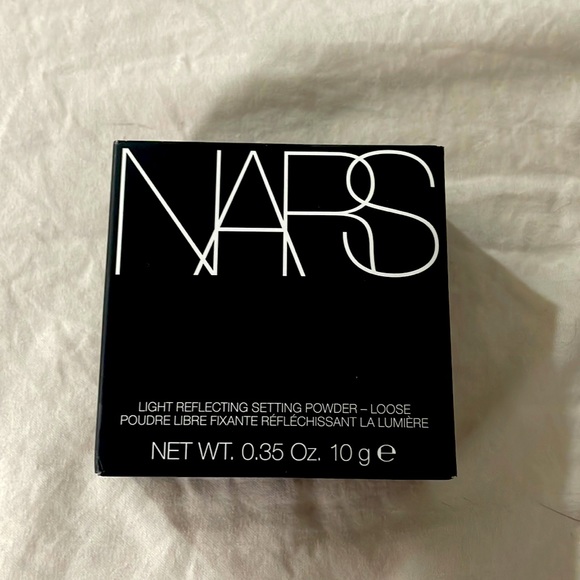 NARS
LIGHT REFLECTING SETTING POWDER – LOOSE
POUDRE LIBRE FIXANTE RÉFLÉCHISSANT LA LUMIÈRE
NET WT. 0.35 Oz. 10 g ℮